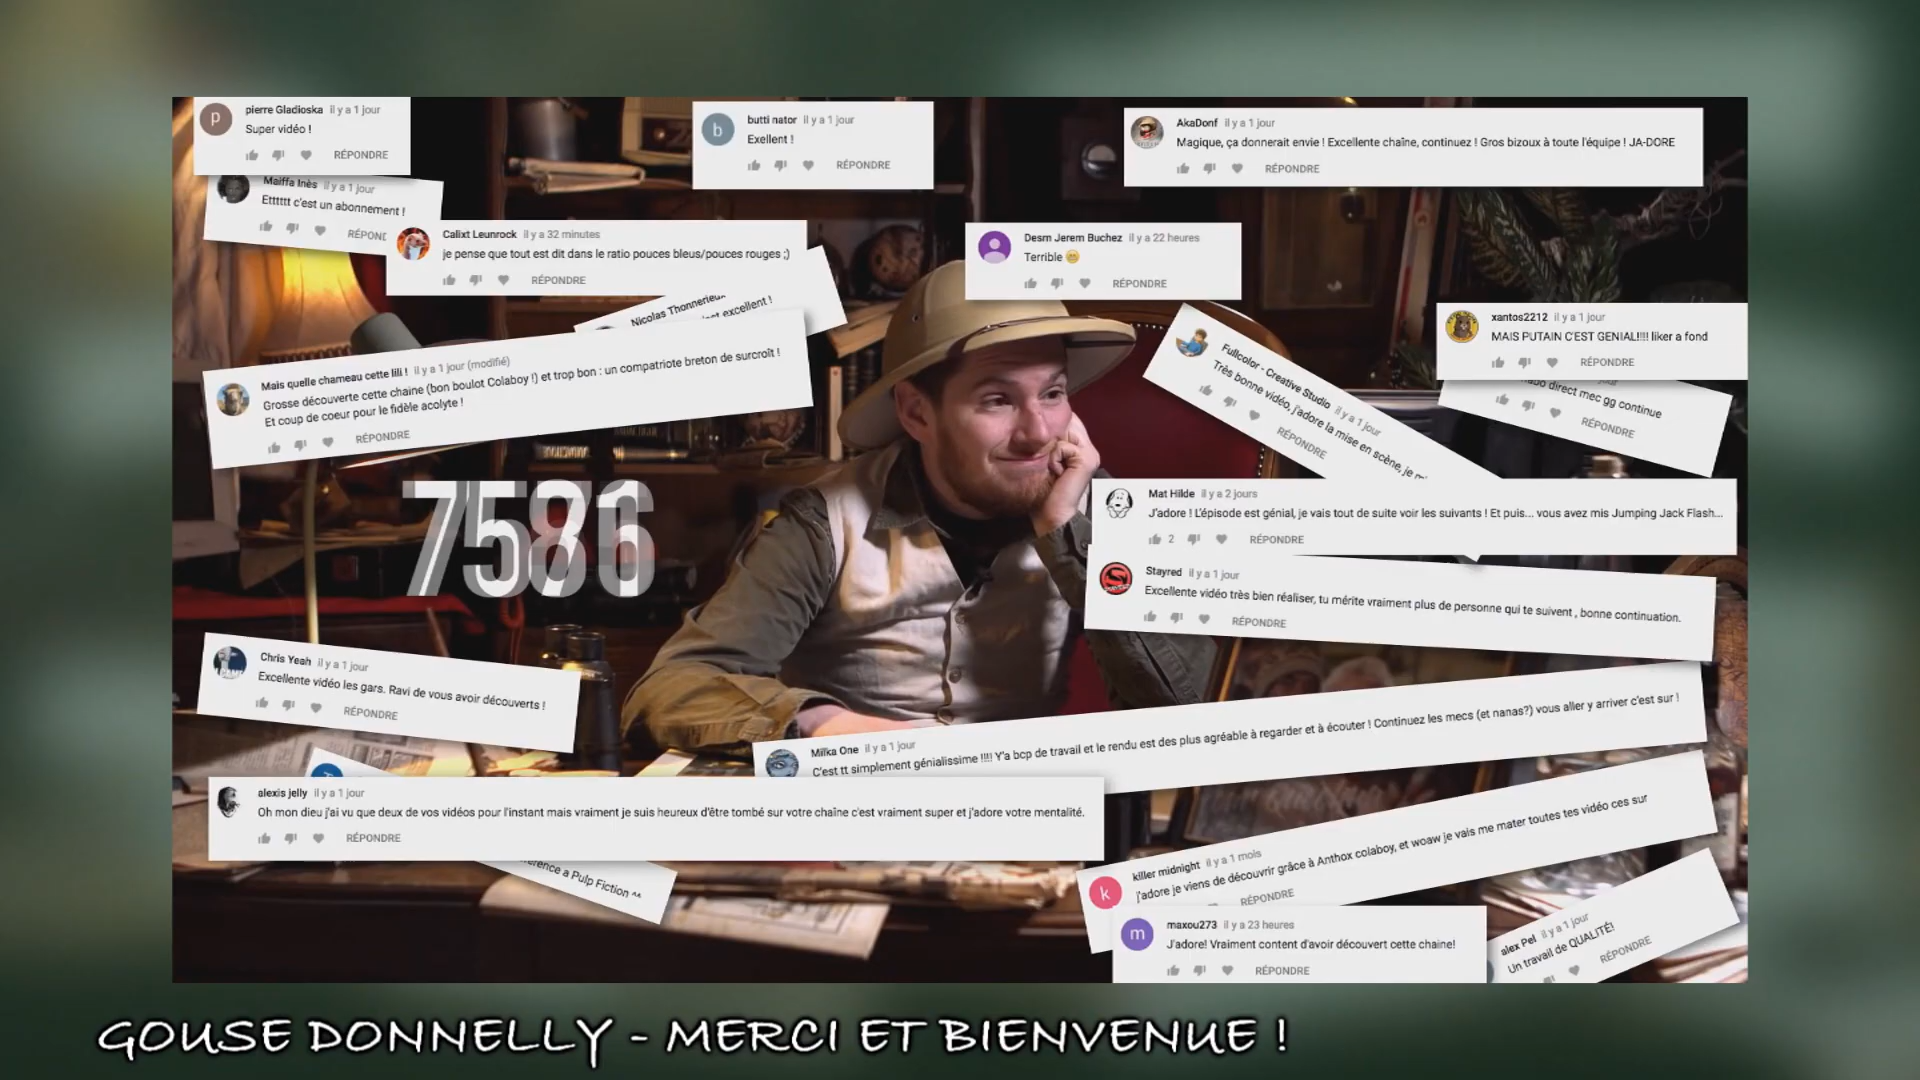 pierre Gladioska il y a 1 jour
Super vidéo !
RÉPONDRE
butti nator il y a 1 jour
Exellent !
RÉPONDRE
AkaDonf il y a 1 jour
Magique, ça donnerait envie ! Excellente chaîne, continuez ! Gros bizoux à toute l'équipe ! JA-DORE
RÉPONDRE
Maiffa Inès il y a 1 jour
Etttttt c'est un abonnement !
Calixt Leunrock il y a 32 minutes
je pense que tout est dit dans le ratio pouces bleus/pouces rouges ;)
RÉPONDRE
Desm Jerem Buchez il y a 22 heures
Terrible 😁
RÉPONDRE
Nicolas Thonnerieux
excellent !
xantos2212 il y a 1 jour
MAIS PUTAIN C'EST GENIAL!!!! liker a fond
RÉPONDRE
direct mec gg continue
RÉPONDRE
Fullcolor - Creative Studio il y a 1 jour
Très bonne vidéo, j'adore la mise en scène, je
RÉPONDRE
Mais quelle chameau cette lili ! il y a 1 jour (modifié)
Grosse découverte cette chaine (bon boulot Colaboy !) et trop bon : un compatriote breton de surcroît !
Et coup de coeur pour le fidèle acolyte !
RÉPONDRE
Mat Hilde il y a 2 jours
J'adore ! L'épisode est génial, je vais tout de suite voir les suivants ! Et puis... vous avez mis Jumping Jack Flash...
2 RÉPONDRE
Stayred il y a 1 jour
Excellente vidéo très bien réaliser, tu mérite vraiment plus de personne qui te suivent , bonne continuation.
RÉPONDRE
Chris Yeah il y a 1 jour
Excellente vidéo les gars. Ravi de vous avoir découverts !
RÉPONDRE
Milka One il y a 1 jour
C'est tt simplement génialissime !!!! Y'a bcp de travail et le rendu est des plus agréable à regarder et à écouter ! Continuez les mecs (et nanas?) vous aller y arriver c'est sur !
alexis jelly il y a 1 jour
Oh mon dieu j'ai vu que deux de vos vidéos pour l'instant mais vraiment je suis heureux d'être tombé sur votre chaîne c'est vraiment super et j'adore votre mentalité.
RÉPONDRE
a Pulp Fiction ^^
killer midnight il y a 1 mois
j'adore je viens de découvrir grâce à Anthox colaboy, et woaw je vais me mater toutes tes vidéo ces sur
RÉPONDRE
maxou273 il y a 23 heures
J'adore! Vraiment content d'avoir découvert cette chaine!
RÉPONDRE
alex Pel il y a 1 jour
Un travail de QUALITÉ!
RÉPONDRE
GOUSE DONNELLY - MERCI ET BIENVENUE !